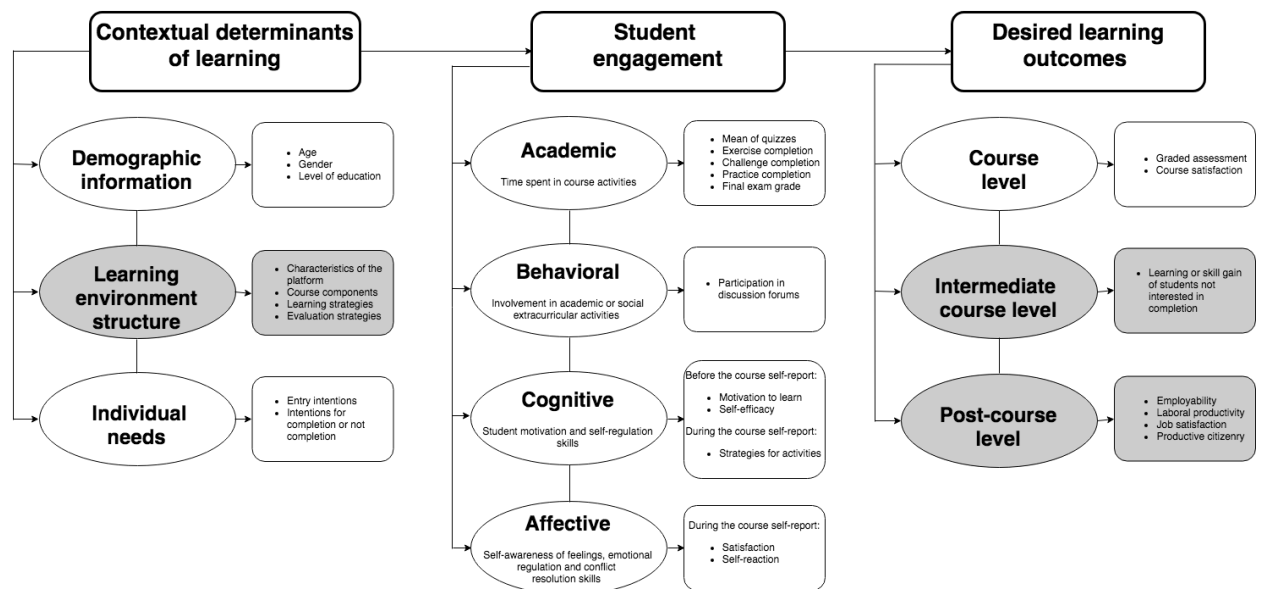 Contextual determinants
of learning
Student
engagement
Desired learning
outcomes
Demographic
information
• Age
• Gender
• Level of education
Learning
environment
structure
• Characteristics of the
platform
• Course components
• Learning strategies
• Evaluation strategies
Individual
needs
• Entry intentions
• Intentions for
completion or not
completion
Academic
Time spent in course activities
• Mean of quizzes
• Exercise completion
• Challenge completion
• Practice completion
• Final exam grade
Behavioral
Involvement in academic or social
extracurricular activities
• Participation in
discussion forums
Cognitive
Student motivation and self-regulation
skills
Before the course self-report:
• Motivation to learn
• Self-efficacy
During the course self-report:
• Strategies for activities
Affective
Self-awareness of feelings, emotional
regulation and conflict
resolution skills
During the course self-report:
• Satisfaction
• Self-reaction
Course
level
• Graded assessment
• Course satisfaction
Intermediate
course level
• Learning or skill gain
of students not
interested in
completion
Post-course
level
• Employability
• Laboral productivity
• Job satisfaction
• Productive citizenry